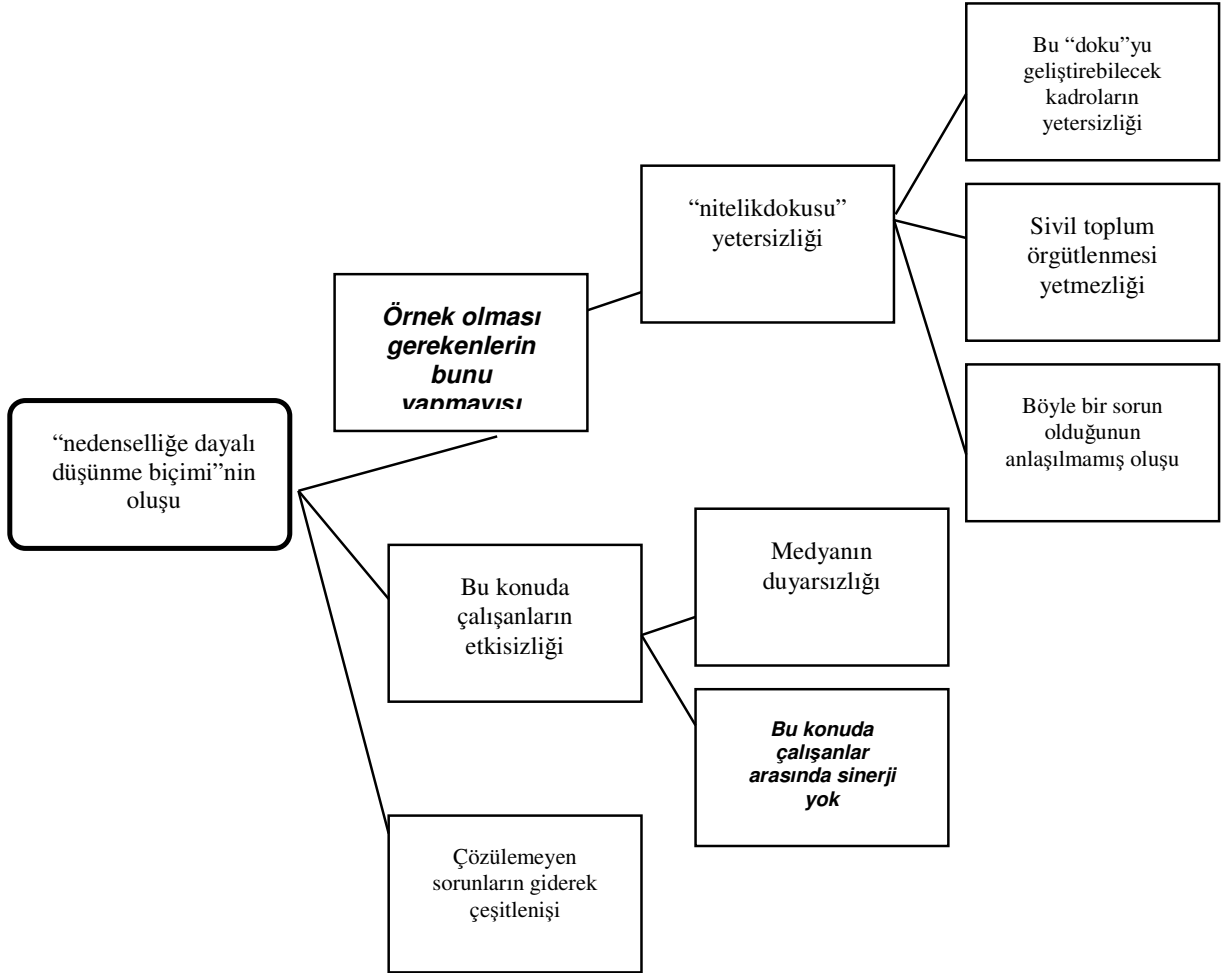 Bu “doku”yu
geliştirebilecek
kadroların
yetersizliği
“nitelikdokusu”
yetersizliği
Sivil toplum
örgütlenmesi
yetmezliği
Örnek olması
gerekenlerin
bunu
yapmayışı
Böyle bir sorun
olduğunun
anlaşılmamış oluşu
“nedenselliğe dayalı
düşünme biçimi”nin
oluşu
Medyanın
duyarsızlığı
Bu konuda
çalışanların
etkisizliği
Bu konuda
çalışanlar
arasında sinerji
yok
Çözülemeyen
sorunların giderek
çeşitlenişi